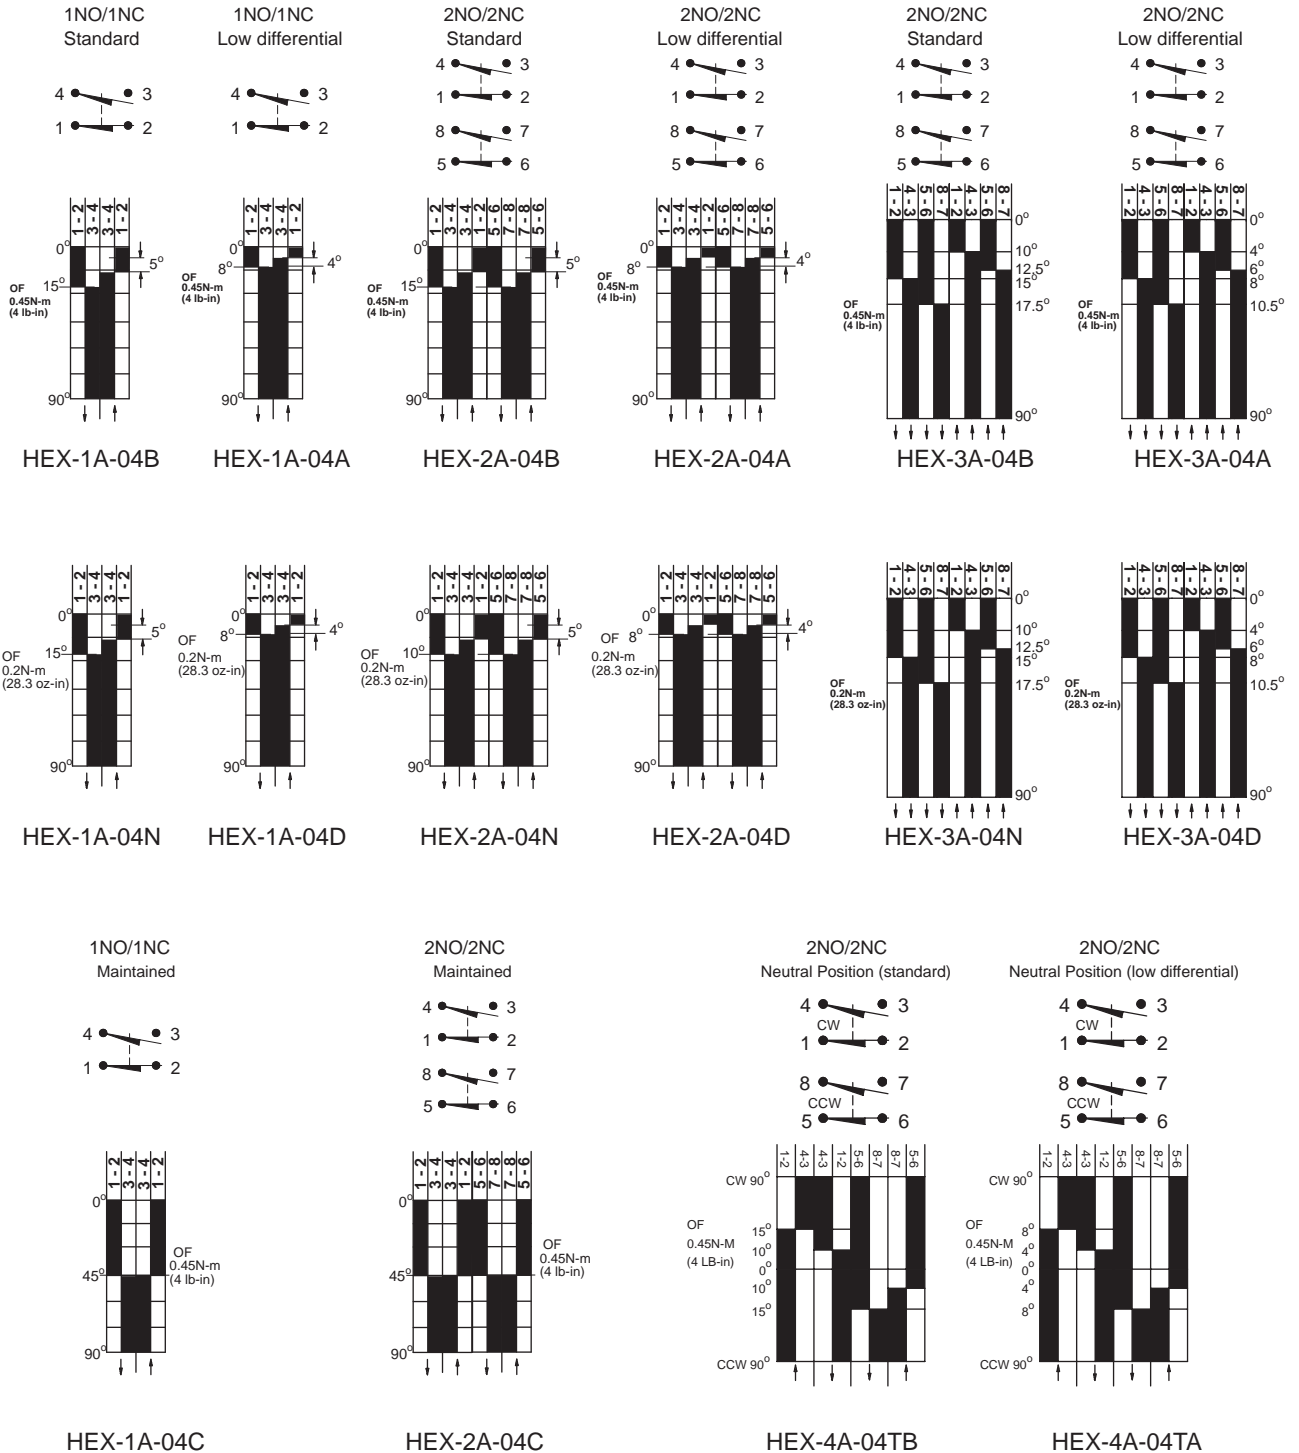 1NO/1NC 1NO/1NC 2NO/2NC 2NO/2NC 2NO/2NC 2NO/2NC
Standard Low differential Standard Low differential Standard Low differential
4 3 4 3 4 3 4 3 4 3 4 3
1 2 1 2 1 2 1 2 1 2 1 2
8 7 8 7 8 7 8 7
5 6 5 6 5 6 5 6
1 - 2 3 - 4 3 - 4 1 - 2
0°
5°
15°
OF
0.45N-m
(4 lb-in)
90°
HEX-1A-04B
1 - 2 3 - 4 3 - 4 1 - 2
0°
4°
8°
OF
0.45N-m
(4 lb-in)
90°
HEX-1A-04A
1 - 2 3 - 4 3 - 4 1 - 2 5 - 6 7 - 8 7 - 8 5 - 6
0°
5°
15°
OF
0.45N-m
(4 lb-in)
90°
HEX-2A-04B
1 - 2 3 - 4 3 - 4 1 - 2 5 - 6 7 - 8 7 - 8 5 - 6
0°
4°
8°
OF
0.45N-m
(4 lb-in)
90°
HEX-2A-04A
1 - 2 4 - 3 5 - 6 8 - 7 1 - 2 4 - 3 5 - 6 8 - 7
0°
10°
12.5°
15°
17.5°
OF
0.45N-m
(4 lb-in)
90°
HEX-3A-04B
1 - 2 4 - 3 5 - 6 8 - 7 1 - 2 4 - 3 5 - 6 8 - 7
0°
4°
6°
8°
10.5°
OF
0.45N-m
(4 lb-in)
90°
HEX-3A-04A
1 - 2 3 - 4 3 - 4 1 - 2
0°
5°
15°
OF
0.2N-m
(28.3 oz-in)
90°
HEX-1A-04N
1 - 2 3 - 4 3 - 4 1 - 2
0°
4°
8°
OF
0.2N-m
(28.3 oz-in)
90°
HEX-1A-04D
1 - 2 3 - 4 3 - 4 1 - 2 5 - 6 7 - 8 7 - 8 5 - 6
0°
5°
10°
OF
0.2N-m
(28.3 oz-in)
90°
HEX-2A-04N
1 - 2 3 - 4 3 - 4 1 - 2 5 - 6 7 - 8 7 - 8 5 - 6
0°
4°
OF 8°
0.2N-m
(28.3 oz-in)
90°
HEX-2A-04D
1 - 2 4 - 3 5 - 6 8 - 7 1 - 2 4 - 3 5 - 6 8 - 7
0°
10°
12.5°
15°
17.5°
OF
0.2N-m
(28.3 oz-in)
90°
HEX-3A-04N
1 - 2 4 - 3 5 - 6 8 - 7 1 - 2 4 - 3 5 - 6 8 - 7
0°
4°
6°
8°
10.5°
OF
0.2N-m
(28.3 oz-in)
90°
HEX-3A-04D
1NO/1NC
Maintained
4 3
1 2
1 - 2 3 - 4 3 - 4 1 - 2
0°
OF
0.45N-m
(4 lb-in)
45°
90°
HEX-1A-04C
2NO/2NC
Maintained
4 3
1 2
8 7
5 6
1 - 2 3 - 4 3 - 4 1 - 2 5 - 6 7 - 8 7 - 8 5 - 6
0°
OF
0.45N-m
(4 lb-in)
45°
90°
HEX-2A-04C
2NO/2NC
Neutral Position (standard)
4 3
CW
1 2
8 7
CCW
5 6
1-2 4-3 4-3 1-2 5-6 8-7 8-7 5-6
CW 90°
OF
0.45N-M
(4 LB-in)
15°
10°
0°
10°
15°
CCW 90°
HEX-4A-04TB
2NO/2NC
Neutral Position (low differential)
4 3
CW
1 2
8 7
CCW
5 6
1-2 4-3 4-3 1-2 5-6 8-7 8-7 5-6
CW 90°
OF
0.45N-M
(4 LB-in)
8°
4°
0°
4°
8°
CCW 90°
HEX-4A-04TA